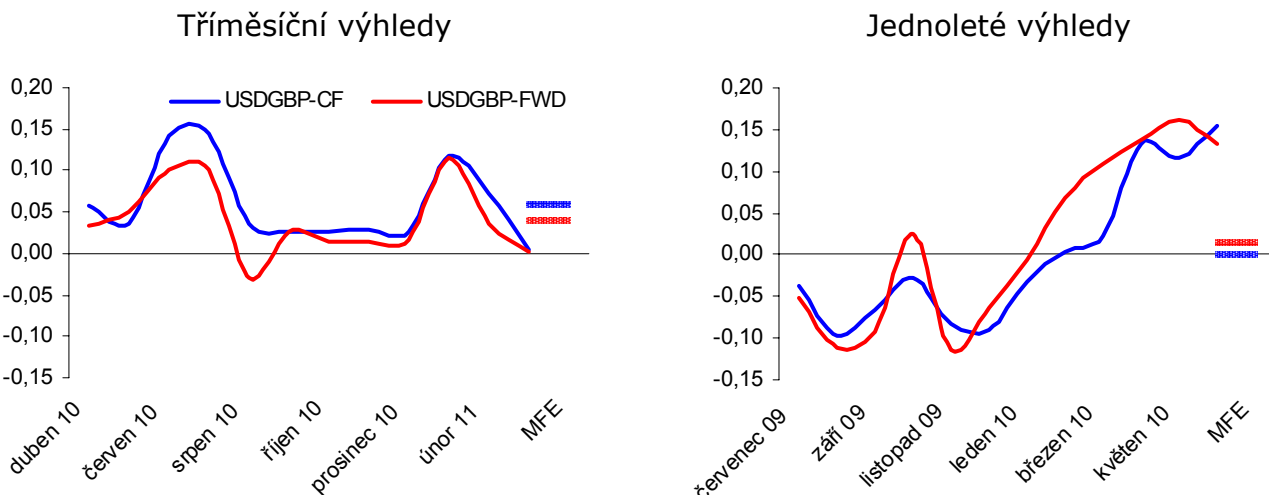 Tříměsíční výhledy
0,20
0,15
0,10
0,05
0,00
-0,05
-0,10
-0,15
USDGBP-CF
USDGBP-FWD
duben 10
červen 10
srpen 10
říjen 10
prosinec 10
únor 11
MFE
Jednoleté výhledy
0,20
0,15
0,10
0,05
0,00
-0,05
-0,10
-0,15
červenec 09
září 09
listopad 09
leden 10
březen 10
květen 10
MFE